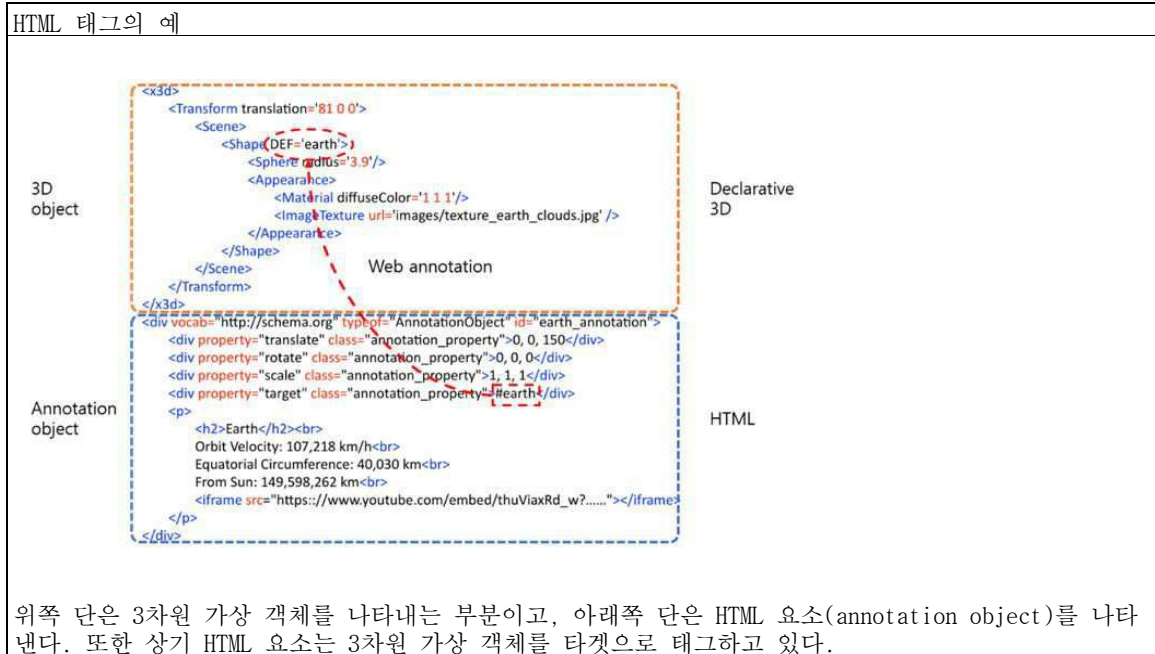 HTML 태그의 예
<x3d>
<Transform translation='81 0 0'>
<Scene>
<Shape DEF='earth'>
<Sphere radius='3.9'/>
<Appearance>
<Material diffuseColor='1 1 1'/>
<ImageTexture url='images/texture_earth_clouds.jpg' />
</Appearance>
</Shape>
</Scene>
</Transform>
</x3d>
3D
object
Web annotation
Declarative
3D
<div vocab="http://schema.org" typeof="AnnotationObject" id="earth_annotation">
<div property="translate" class="annotation_property">0, 0, 150</div>
<div property="rotate" class="annotation_property">0, 0, 0</div>
<div property="scale" class="annotation_property">1, 1, 1</div>
<div property="target" class="annotation_property">#earth</div>
<p>
<h2>Earth</h2><br>
Orbit Velocity: 107,218 km/h<br>
Equatorial Circumference: 40,030 km<br>
From Sun: 149,598,262 km<br>
<iframe src="https:://www.youtube.com/embed/thuViaxRd_w?......"></iframe>
</p>
</div>
Annotation
object
HTML
위쪽 단은 3차원 가상 객체를 나타내는 부분이고, 아래쪽 단은 HTML 요소(annotation object)를 나타
낸다. 또한 상기 HTML 요소는 3차원 가상 객체를 타겟으로 태그하고 있다.